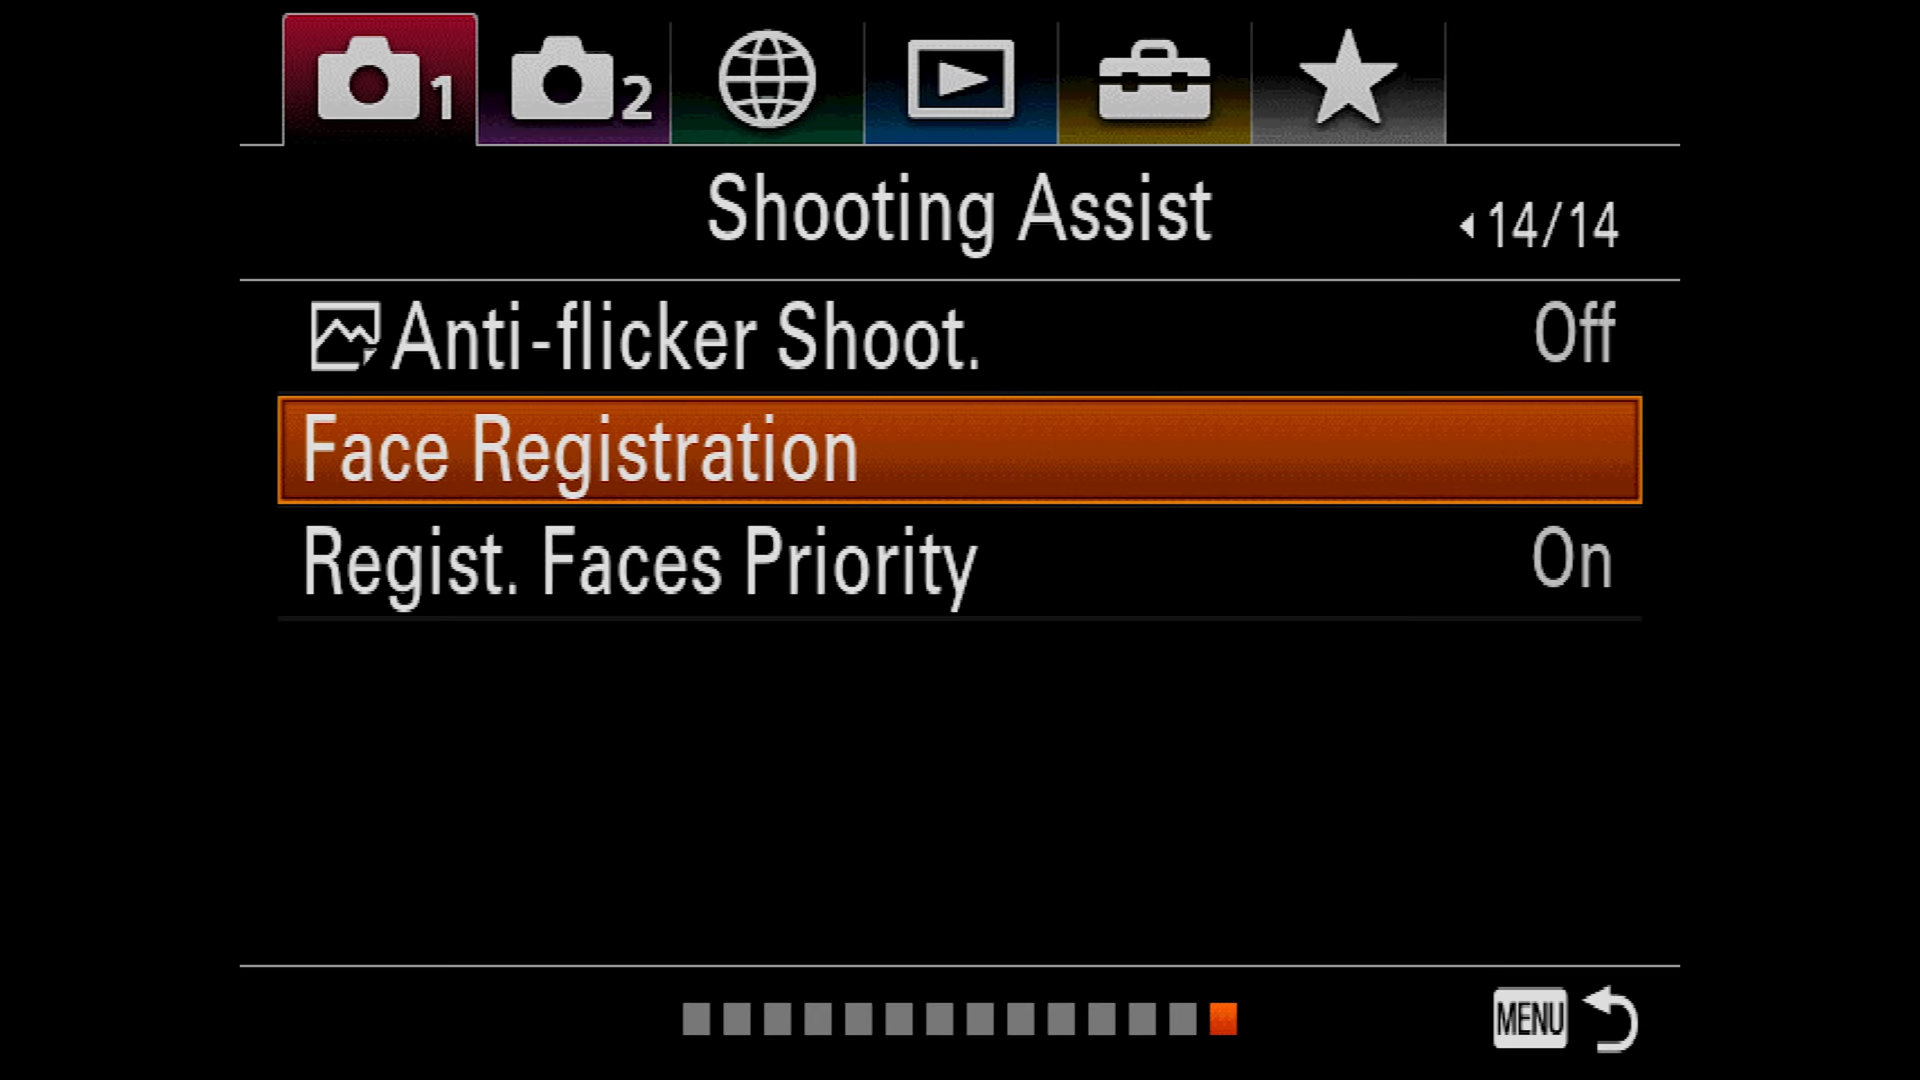 1 2
Shooting Assist
14/14
Anti-flicker Shoot. Off
Face Registration
Regist. Faces Priority On
MENU